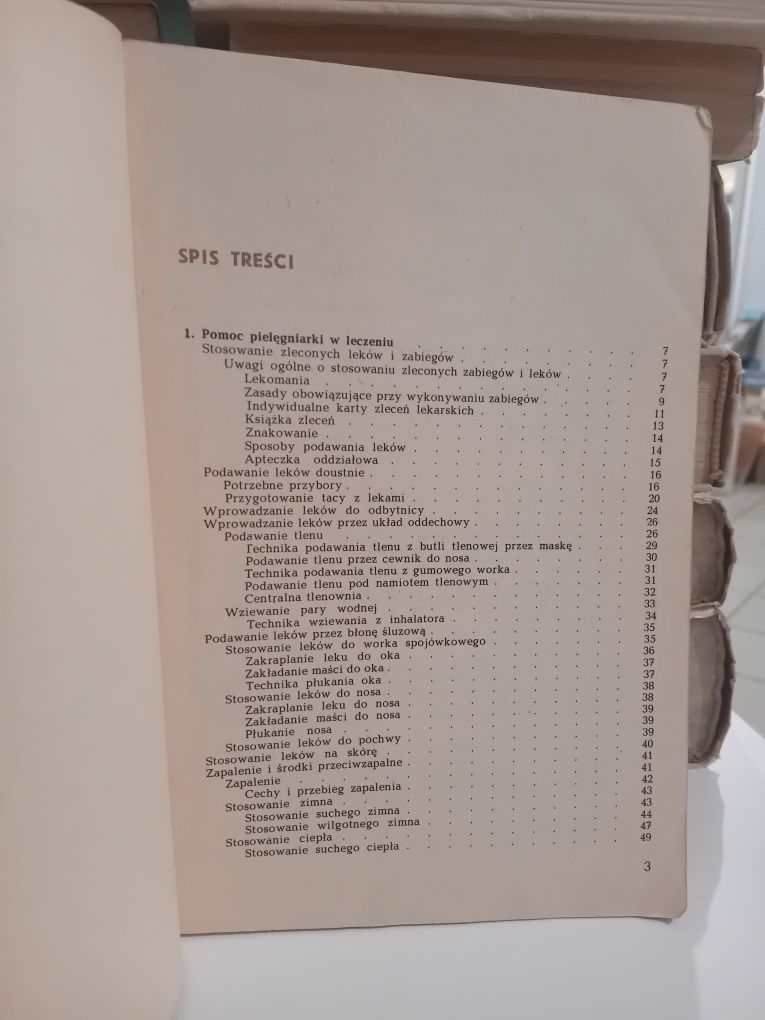 SPIS TREŚCI
1. Pomoc pielęgniarki w leczeniu . . . . . . . . . 7
Stosowanie zleconych leków i zabiegów . . . . . . . 7
Uwagi ogólne o stosowaniu zleconych zabiegów i leków . . . 7
Lekomania . . . . . . . . . . . 7
Zasady obowiązujące przy wykonywaniu zabiegów . . . . 9
Indywidualne karty zleceń lekarskich . . . . . . 11
Książka zleceń . . . . . . . . . . 13
Znakowanie . . . . . . . . . . . 14
Sposoby podawania leków . . . . . . . . 14
Apteczka oddziałowa . . . . . . . . . 15
Podawanie leków doustnie . . . . . . . . . 16
Potrzebne przybory . . . . . . . . . . 16
Przygotowanie tacy z lekami . . . . . . . . 20
Wprowadzanie leków do odbytnicy . . . . . . . . 24
Wprowadzanie leków przez układ oddechowy . . . . . . 26
Podawanie tlenu . . . . . . . . . . 26
Technika podawania tlenu z butli tlenowej przez maskę . . . 29
Podawanie tlenu przez cewnik do nosa . . . . . . 30
Technika podawania tlenu z gumowego worka . . . . . 31
Podawanie tlenu pod namiotem tlenowym . . . . . 31
Centralna tlenownia . . . . . . . . . 32
Wziewanie pary wodnej . . . . . . . . . 33
Technika wziewania z inhalatora . . . . . . . 34
Podawanie leków przez błonę śluzową . . . . . . . 35
Stosowanie leków do worka spojówkowego . . . . . 35
Zakraplanie leku do oka . . . . . . . . 36
Zakładanie maści do oka . . . . . . . . 37
Technika płukania oka . . . . . . . . 37
Stosowanie leków do nosa . . . . . . . . 38
Zakraplanie leku do nosa . . . . . . . . 38
Zakładanie maści do nosa . . . . . . . . 39
Płukanie nosa . . . . . . . . . . 39
Stosowanie leków do pochwy . . . . . . . . 39
Stosowanie leków na skórę . . . . . . . . . 40
Zapalenie i środki przeciwzapalne . . . . . . . . 41
Zapalenie . . . . . . . . . . . 41
Cechy i przebieg zapalenia . . . . . . . . 42
Stosowanie zimna . . . . . . . . . . 43
Stosowanie suchego zimna . . . . . . . . 43
Stosowanie wilgotnego zimna . . . . . . . 44
Stosowanie ciepła . . . . . . . . . . 47
Stosowanie suchego ciepła . . . . . . . . 49
3